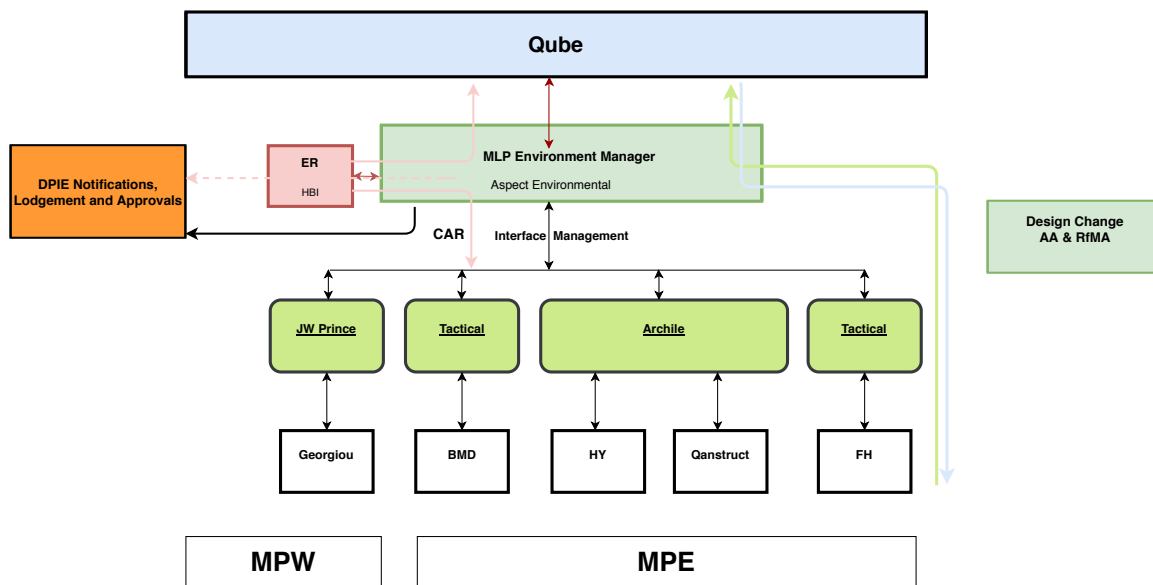 Qube
MLP Environment Manager
Aspect Environmental
ER
HBI
DPIE Notifications,
Lodgement and Approvals
CAR
Interface Management
Design Change
AA & RfMA
JW Prince
Tactical
Archile
Tactical
Georgiou
BMD
HY
Qanstruct
FH
MPW
MPE